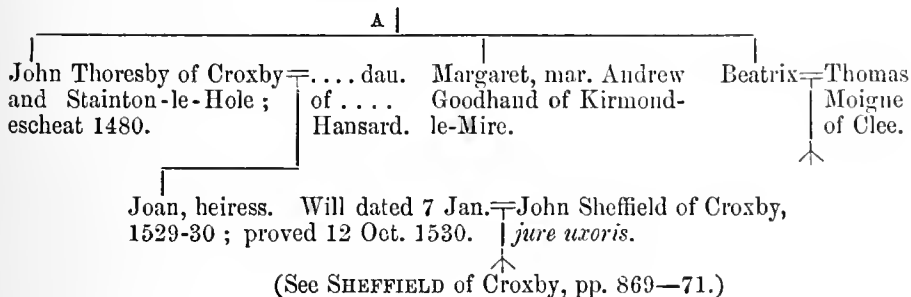 A
John Thoresby of Croxby=.... dau. Margaret, mar. Andrew Beatrix=Thomas
and Stainton-le-Hole; of .... Goodhand of Kirmond- Moigne
escheat 1480. Hansard. le-Mire. of Clee.
Joan, heiress. Will dated 7 Jan.=John Sheffield of Croxby,
1529-30; proved 12 Oct. 1530. jure uxoris.
(See SHEFFIELD of Croxby, pp. 869—71.)